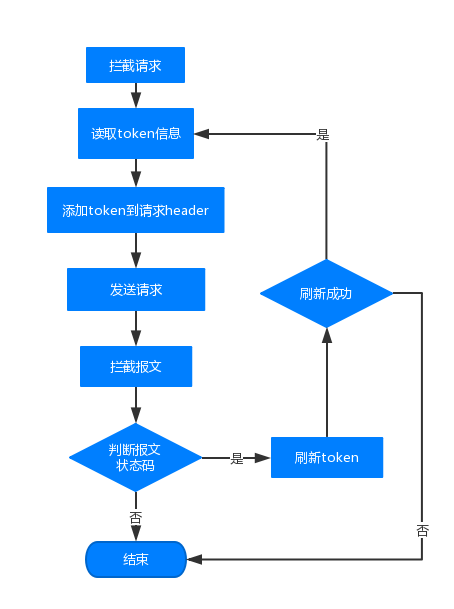 拦截请求
读取token信息
是
添加token到请求header
发送请求
刷新成功
拦截报文
判断报文
状态码
是
刷新token
否
否
结束